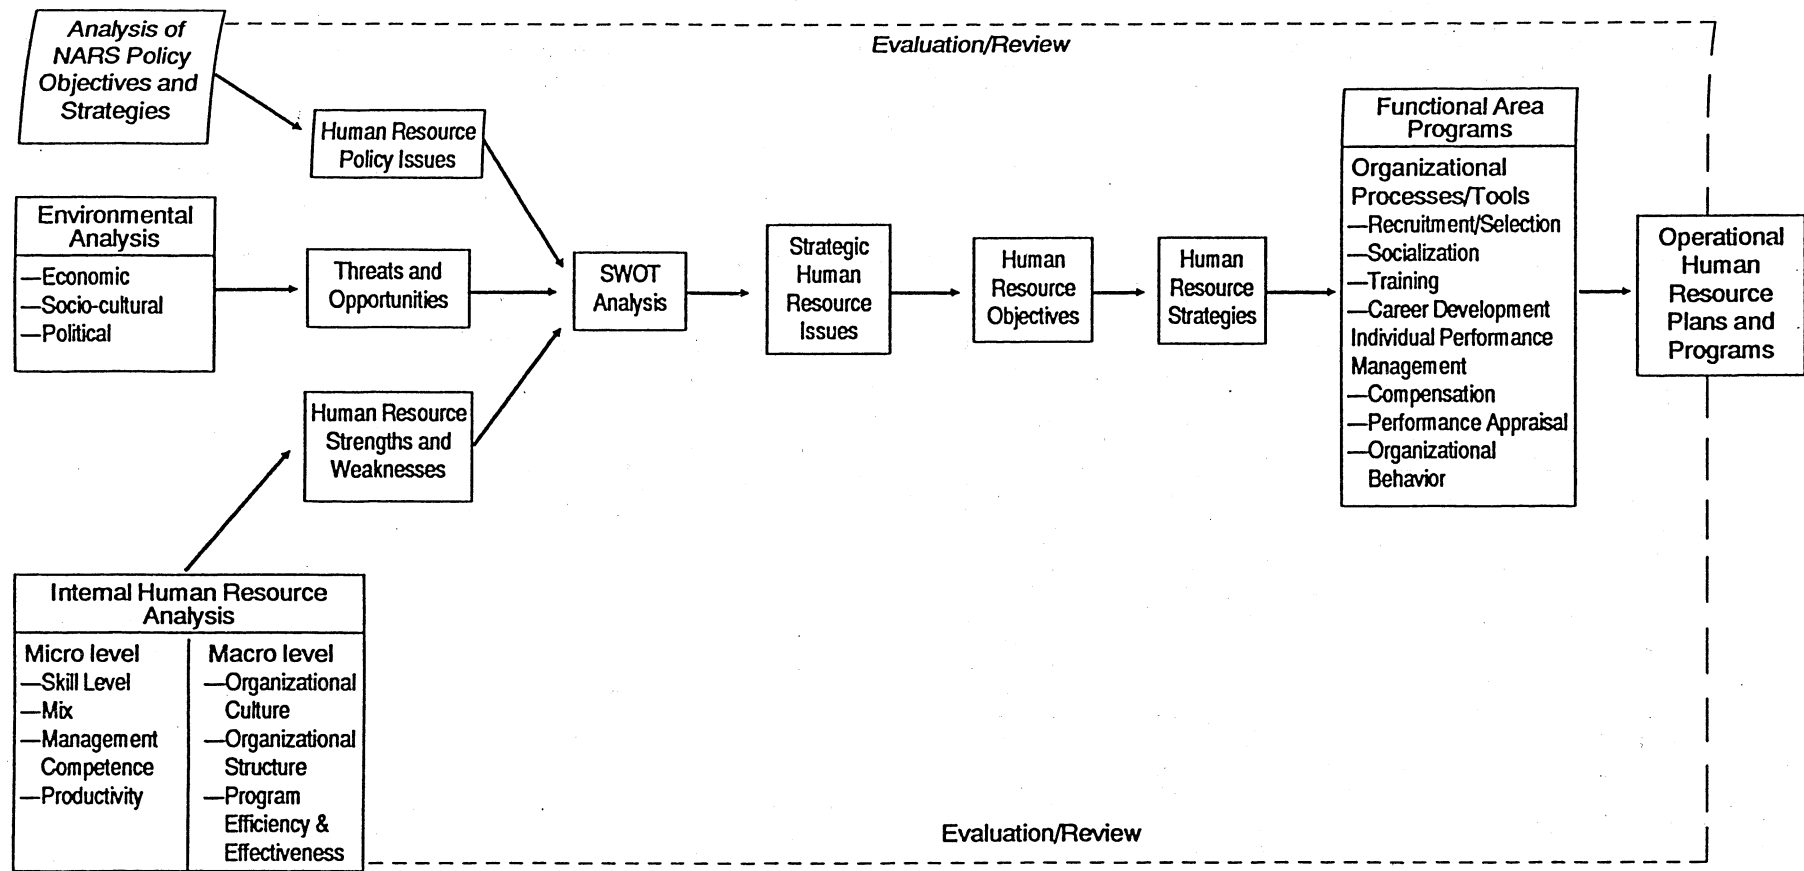 Analysis of
NARS Policy
Objectives and
Strategies
Evaluation/Review
Human Resource
Policy Issues
Environmental
Analysis
—Economic
—Socio-cultural
—Political
Threats and
Opportunities
Human Resource
Strengths and
Weaknesses
SWOT
Analysis
Strategic
Human
Resource
Issues
Human
Resource
Objectives
Human
Resource
Strategies
Functional Area
Programs
Organizational
Processes/Tools
—Recruitment/Selection
—Socialization
—Training
—Career Development
Individual Performance
Management
—Compensation
—Performance Appraisal
—Organizational
Behavior
Operational
Human
Resource
Plans and
Programs
Internal Human Resource
Analysis
Micro level
—Skill Level
—Mix
—Management
Competence
—Productivity
Macro level
—Organizational
Culture
—Organizational
Structure
—Program
Efficiency &
Effectiveness
Evaluation/Review